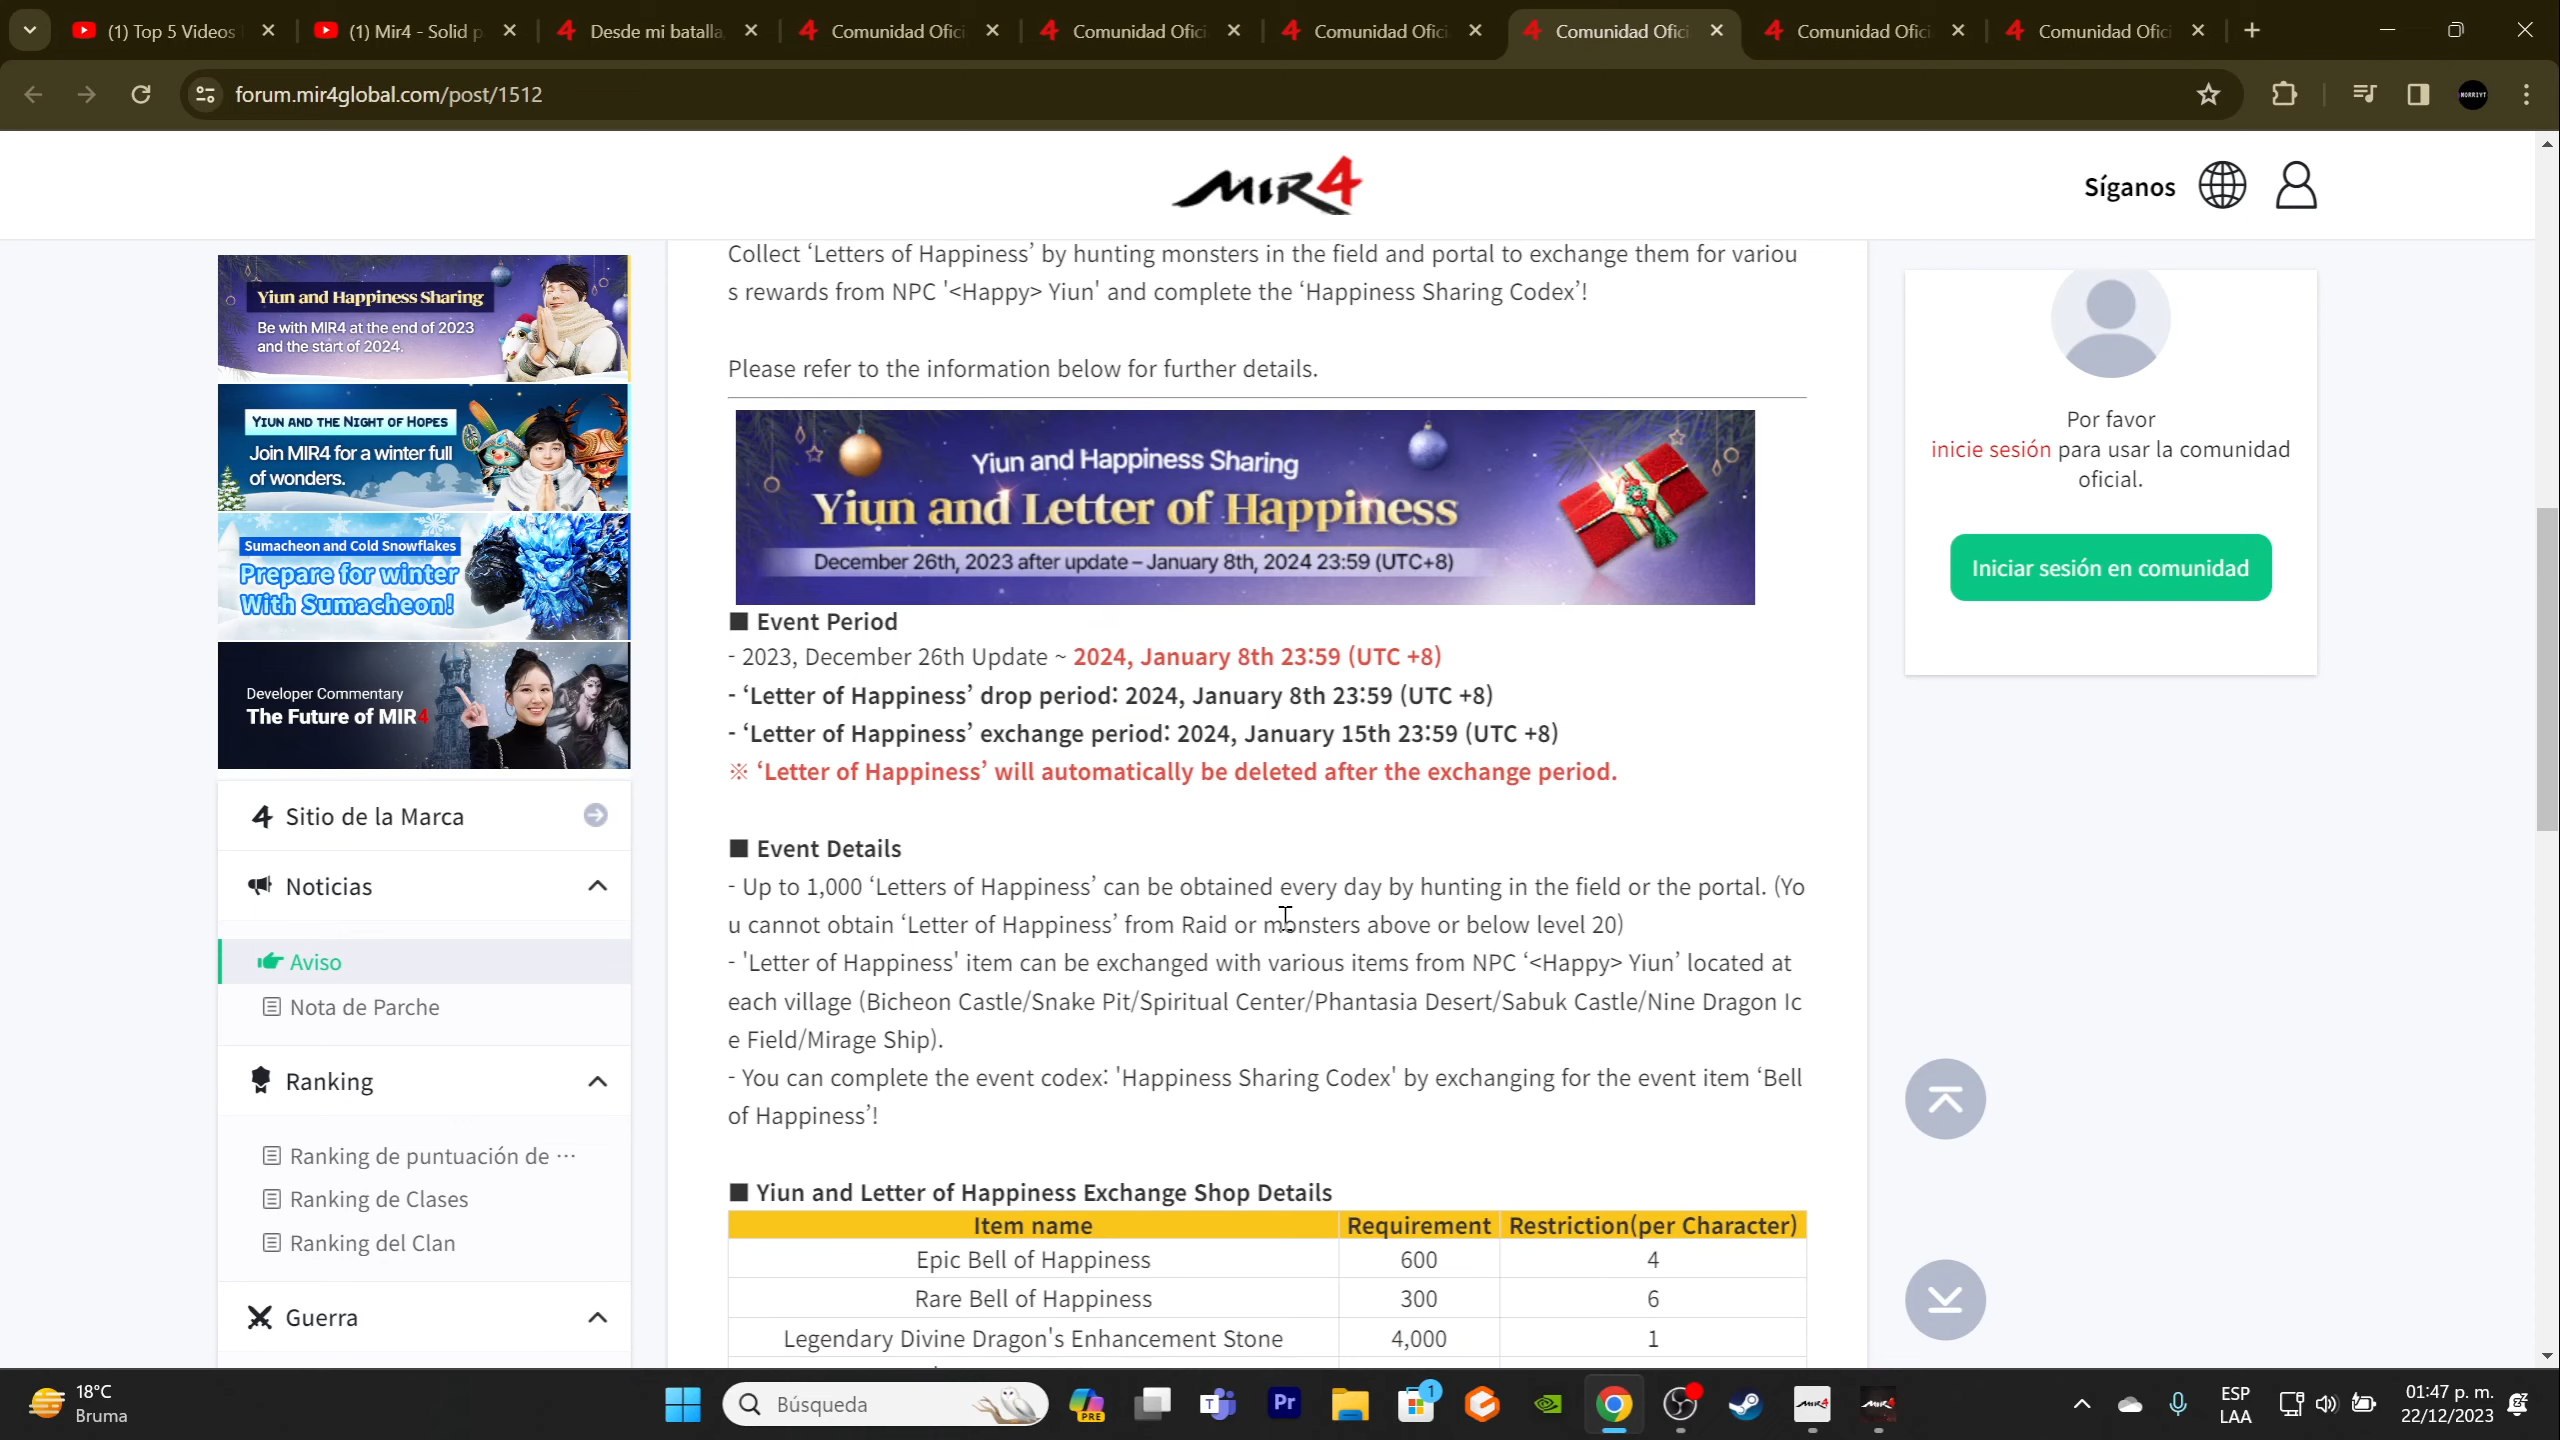 (1) Top 5 Videos
(1) Mir4 - Solid p
Desde mi batalla,
Comunidad Ofici
Comunidad Ofici
Comunidad Ofici
Comunidad Ofici
Comunidad Ofici
Comunidad Ofici
forum.mir4global.com/post/1512
MIR4
Síganos
Yiun and Happiness Sharing
Be with MIR4 at the end of 2023
and the start of 2024.
YIUN AND THE NIGHT OF HOPES
Join MIR4 for a winter full
of wonders.
Sumacheon and Cold Snowflakes
Prepare for winter
With Sumacheon!
Developer Commentary
The Future of MIR4
Sitio de la Marca
Noticias
Aviso
Nota de Parche
Ranking
Ranking de puntuación de ···
Ranking de Clases
Ranking del Clan
Guerra
Collect ‘Letters of Happiness’ by hunting monsters in the field and portal to exchange them for variou
s rewards from NPC '<Happy> Yiun' and complete the ‘Happiness Sharing Codex’!
Please refer to the information below for further details.
Yiun and Happiness Sharing
Yiun and Letter of Happiness
December 26th, 2023 after update – January 8th, 2024 23:59 (UTC+8)
■ Event Period
- 2023, December 26th Update ~ 2024, January 8th 23:59 (UTC +8)
- ‘Letter of Happiness’ drop period: 2024, January 8th 23:59 (UTC +8)
- ‘Letter of Happiness’ exchange period: 2024, January 15th 23:59 (UTC +8)
※ ‘Letter of Happiness’ will automatically be deleted after the exchange period.
■ Event Details
- Up to 1,000 ‘Letters of Happiness’ can be obtained every day by hunting in the field or the portal. (Yo
u cannot obtain ‘Letter of Happiness’ from Raid or monsters above or below level 20)
- 'Letter of Happiness' item can be exchanged with various items from NPC ‘<Happy> Yiun’ located at
each village (Bicheon Castle/Snake Pit/Spiritual Center/Phantasia Desert/Sabuk Castle/Nine Dragon Ic
e Field/Mirage Ship).
- You can complete the event codex: 'Happiness Sharing Codex' by exchanging for the event item ‘Bell
of Happiness’!
■ Yiun and Letter of Happiness Exchange Shop Details
Item name Requirement Restriction(per Character)
Epic Bell of Happiness 600 4
Rare Bell of Happiness 300 6
Legendary Divine Dragon's Enhancement Stone 4,000 1
Por favor
inicie sesión para usar la comunidad
oficial.
Iniciar sesión en comunidad
18°C
Bruma
Búsqueda
PRE
T
Pr
1
ESP
LAA
01:47 p. m.
22/12/2023